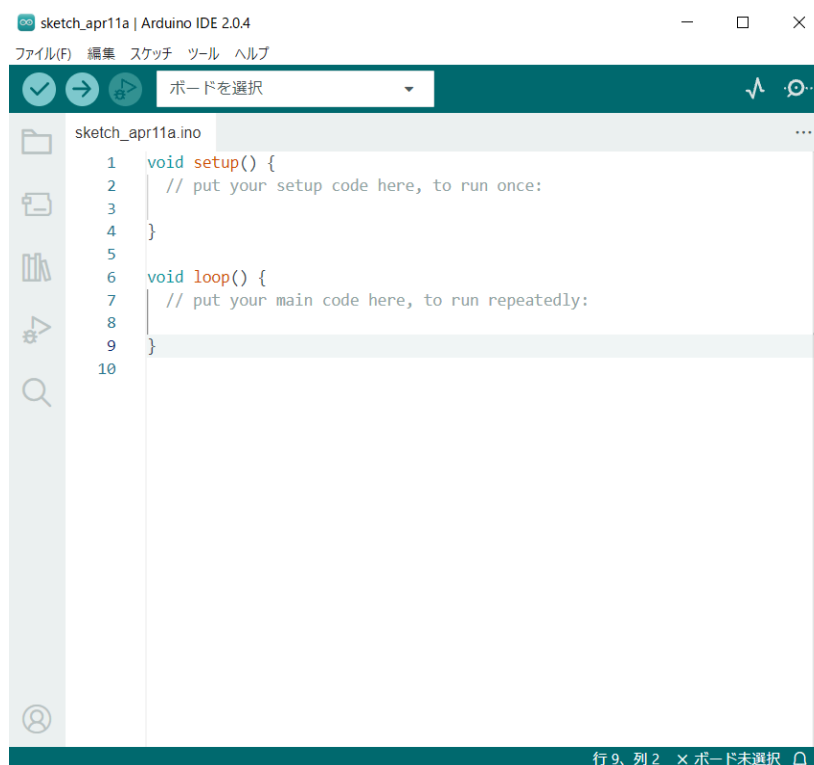 sketch_apr11a | Arduino IDE 2.0.4
ファイル(F) 編集 スケッチ ツール ヘルプ
ボードを選択
sketch_apr11a.ino
1 void setup() {
2 // put your setup code here, to run once:
3
4 }
5
6 void loop() {
7 // put your main code here, to run repeatedly:
8
9 }
10
行 9、列 2 ボード未選択